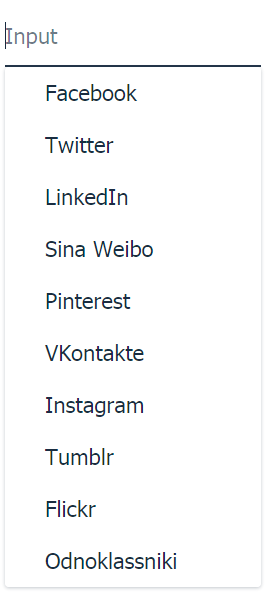 Input
Facebook
Twitter
LinkedIn
Sina Weibo
Pinterest
VKontakte
Instagram
Tumblr
Flickr
Odnoklassniki